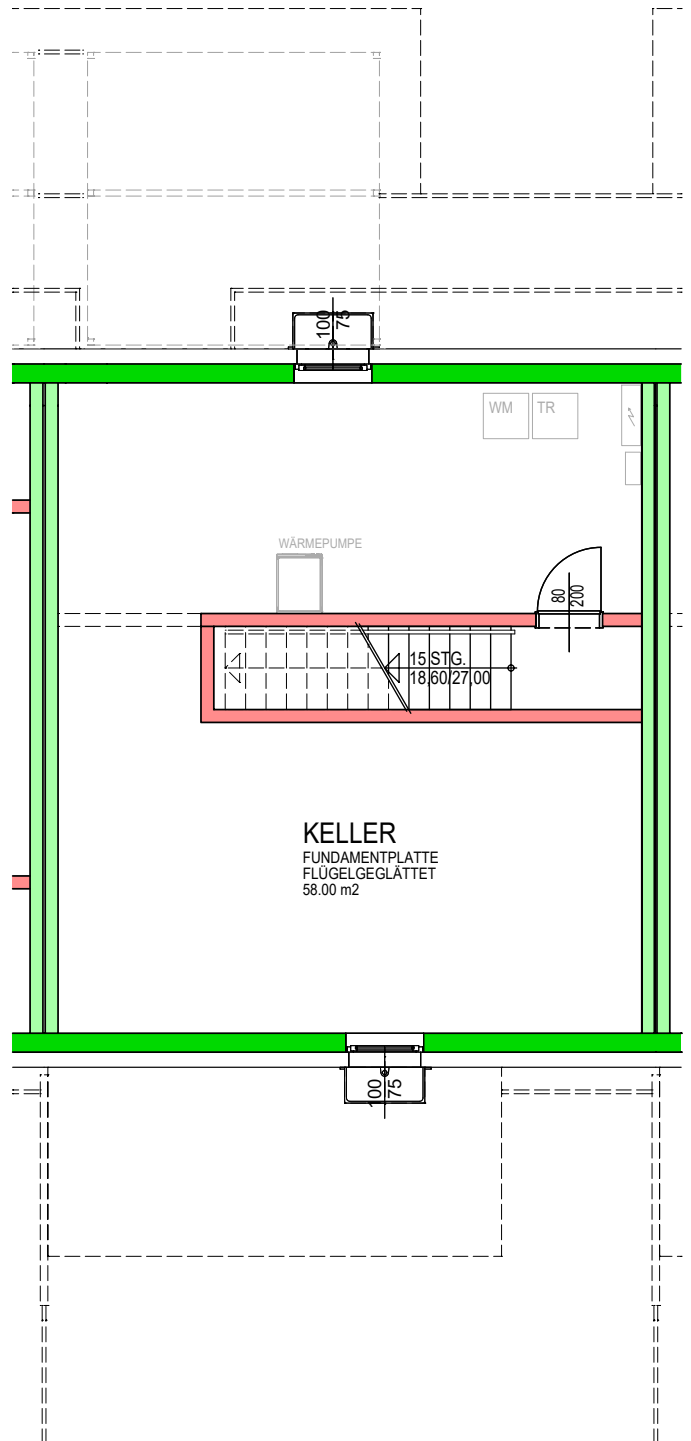 100
75
WM TR
WÄRMEPUMPE
80
200
15 STG.
18,60/27,00
KELLER
FUNDAMENTPLATTE
FLÜGELGEGLÄTTET
58.00 m2
100
75